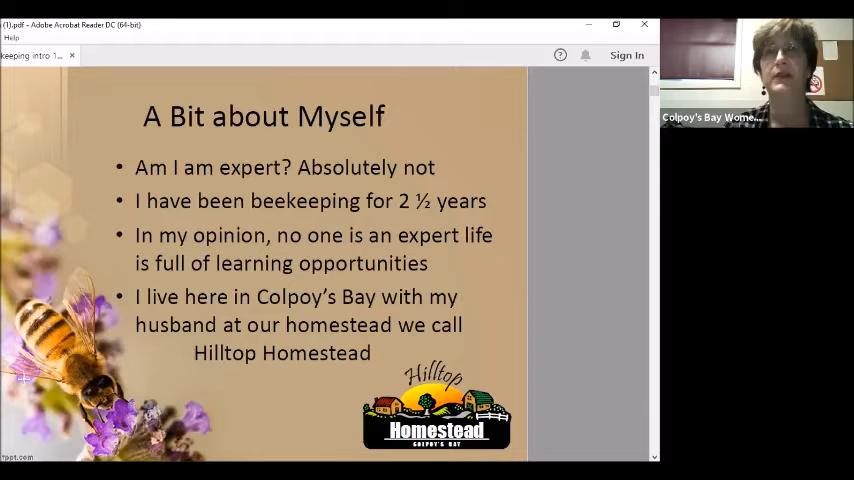 (1).pdf - Adobe Acrobat Reader DC (64-bit)
Help
keeping intro 1... ×
Sign In
A Bit about Myself
• Am I am expert? Absolutely not
• I have been beekeeping for 2 ½ years
• In my opinion, no one is an expert life
is full of learning opportunities
• I live here in Colpoy's Bay with my
husband at our homestead we call
Hilltop Homestead
Hilltop
Homestead
COLPOY'S BAY
Colpoy's Bay Wome...